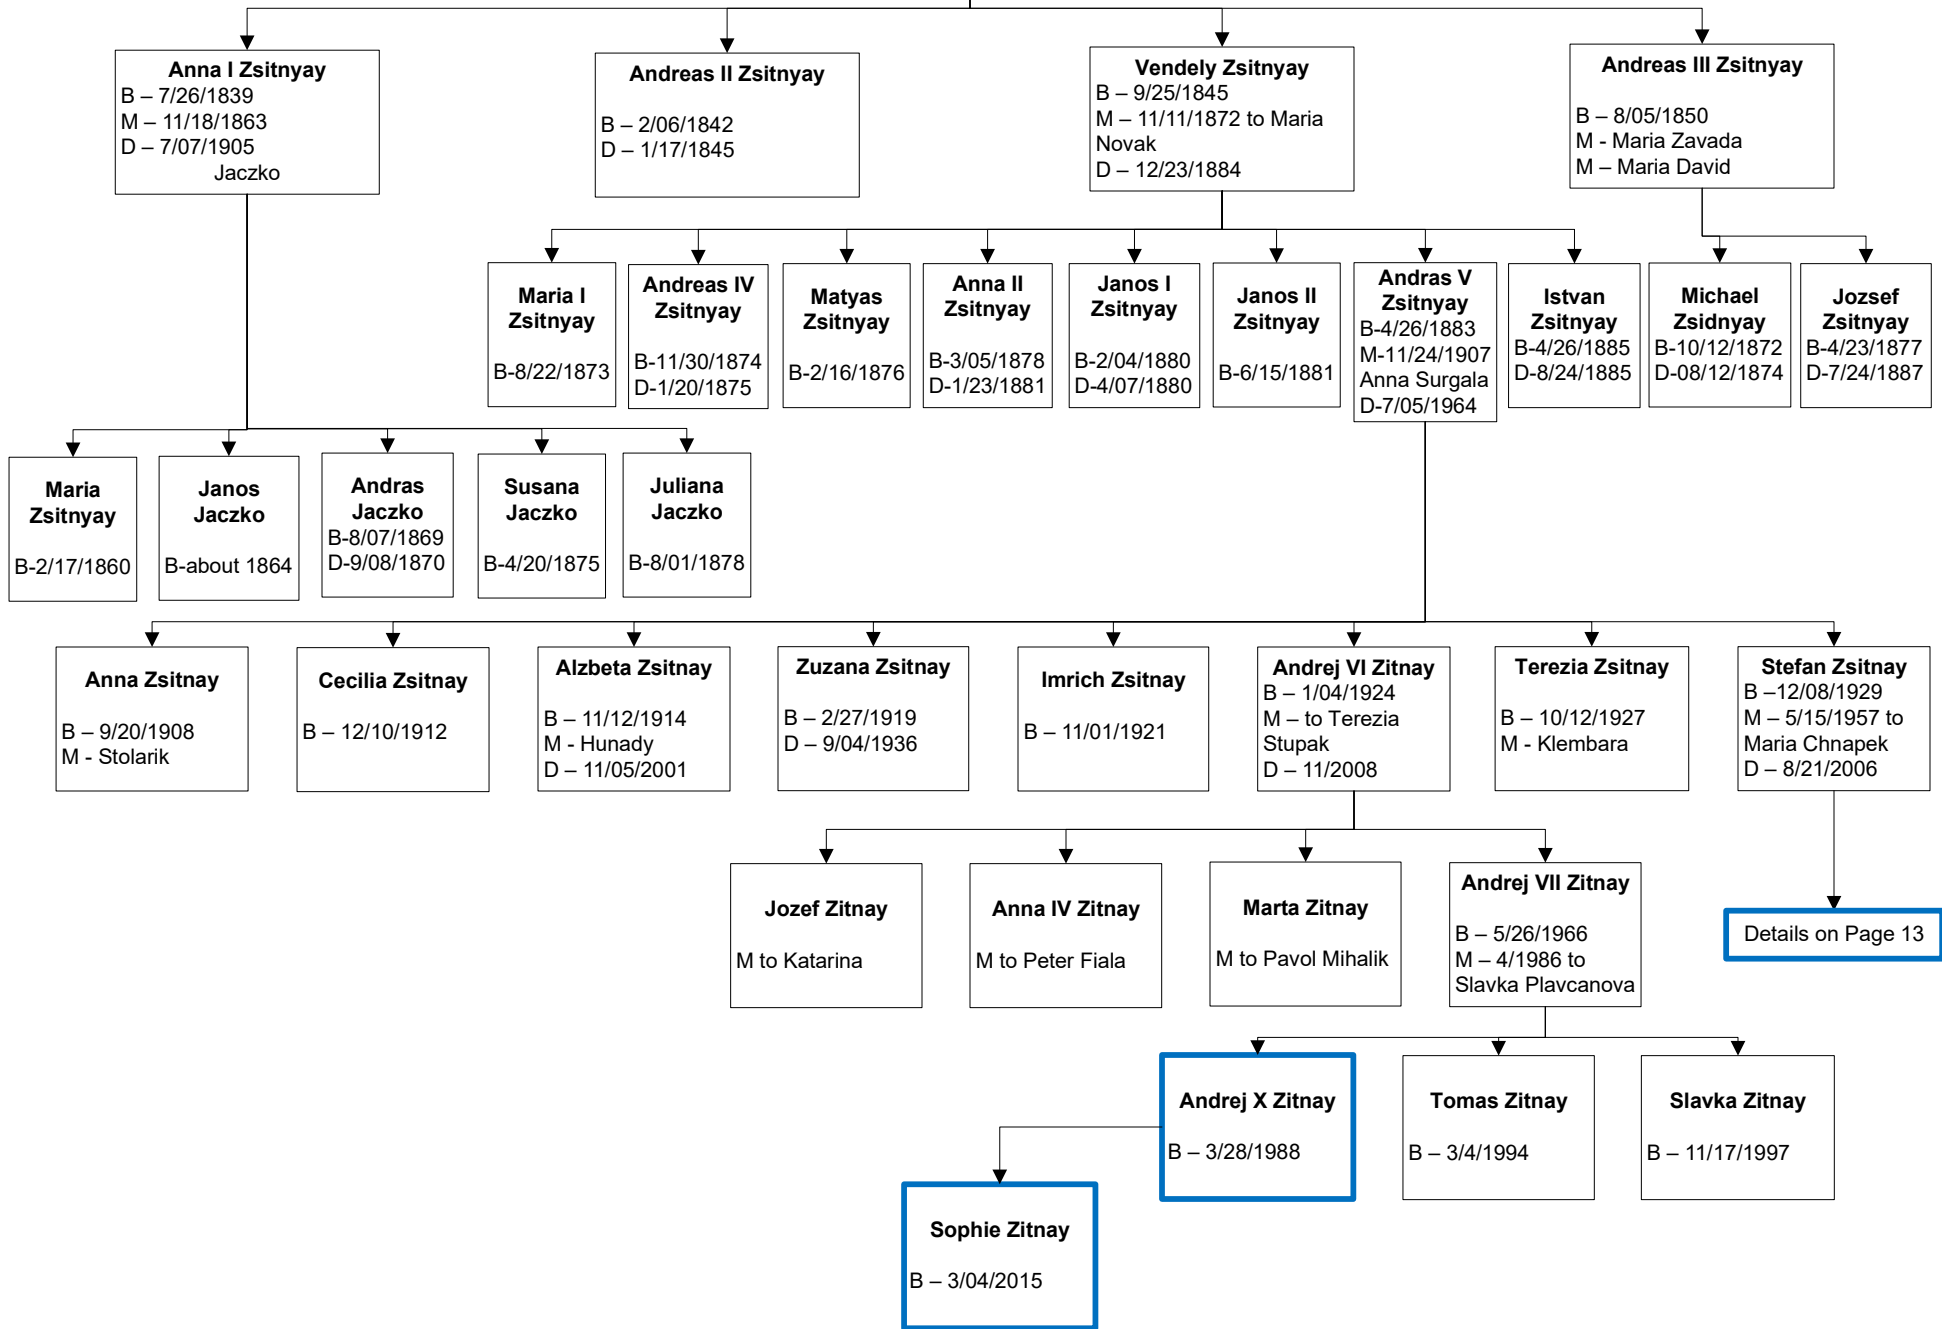 Anna I Zsitnyay
B – 7/26/1839
M – 11/18/1863
D – 7/07/1905
Jaczko
Andreas II Zsitnyay
B – 2/06/1842
D – 1/17/1845
Vendely Zsitnyay
B – 9/25/1845
M – 11/11/1872 to Maria
Novak
D – 12/23/1884
Andreas III Zsitnyay
B – 8/05/1850
M - Maria Zavada
M – Maria David
Maria I
Zsitnyay
B-8/22/1873
Andreas IV
Zsitnyay
B-11/30/1874
D-1/20/1875
Matyas
Zsitnyay
B-2/16/1876
Anna II
Zsitnyay
B-3/05/1878
D-1/23/1881
Janos I
Zsitnyay
B-2/04/1880
D-4/07/1880
Janos II
Zsitnyay
B-6/15/1881
Andras V
Zsitnyay
B-4/26/1883
M-11/24/1907
Anna Surgala
D-7/05/1964
Istvan
Zsitnyay
B-4/26/1885
D-8/24/1885
Michael
Zsidnyay
B-10/12/1872
D-08/12/1874
Jozsef
Zsitnyay
B-4/23/1877
D-7/24/1887
Maria
Zsitnyay
B-2/17/1860
Janos
Jaczko
B-about 1864
Andras
Jaczko
B-8/07/1869
D-9/08/1870
Susana
Jaczko
B-4/20/1875
Juliana
Jaczko
B-8/01/1878
Anna Zsitnay
B – 9/20/1908
M - Stolarik
Cecilia Zsitnay
B – 12/10/1912
Alzbeta Zsitnay
B – 11/12/1914
M - Hunady
D – 11/05/2001
Zuzana Zsitnay
B – 2/27/1919
D – 9/04/1936
Imrich Zsitnay
B – 11/01/1921
Andrej VI Zitnay
B – 1/04/1924
M – to Terezia
Stupak
D – 11/2008
Terezia Zsitnay
B – 10/12/1927
M - Klembara
Stefan Zsitnay
B –12/08/1929
M – 5/15/1957 to
Maria Chnapek
D – 8/21/2006
Jozef Zitnay
M to Katarina
Anna IV Zitnay
M to Peter Fiala
Marta Zitnay
M to Pavol Mihalik
Andrej VII Zitnay
B – 5/26/1966
M – 4/1986 to
Slavka Plavcanova
Details on Page 13
Andrej X Zitnay
B – 3/28/1988
Tomas Zitnay
B – 3/4/1994
Slavka Zitnay
B – 11/17/1997
Sophie Zitnay
B – 3/04/2015